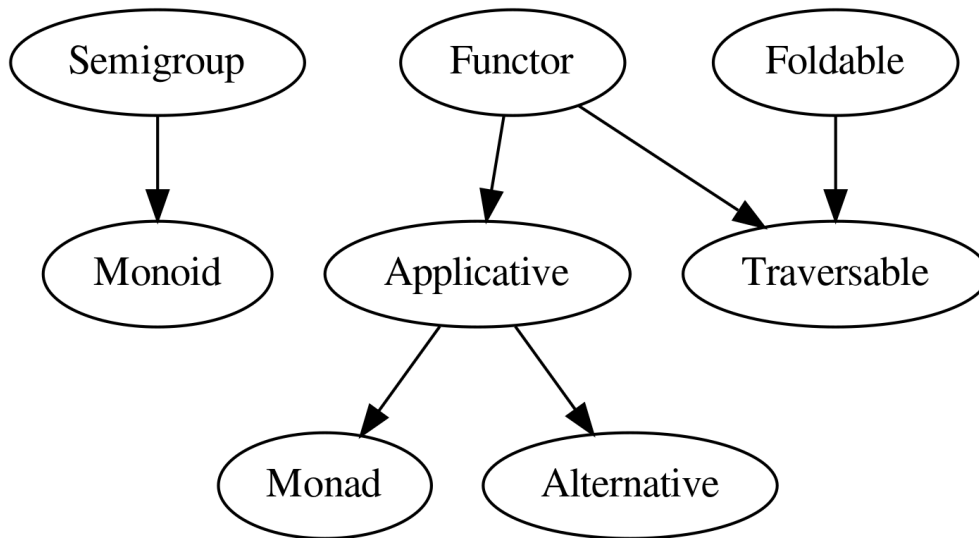 Semigroup
Functor
Foldable
Monoid
Applicative
Traversable
Monad
Alternative